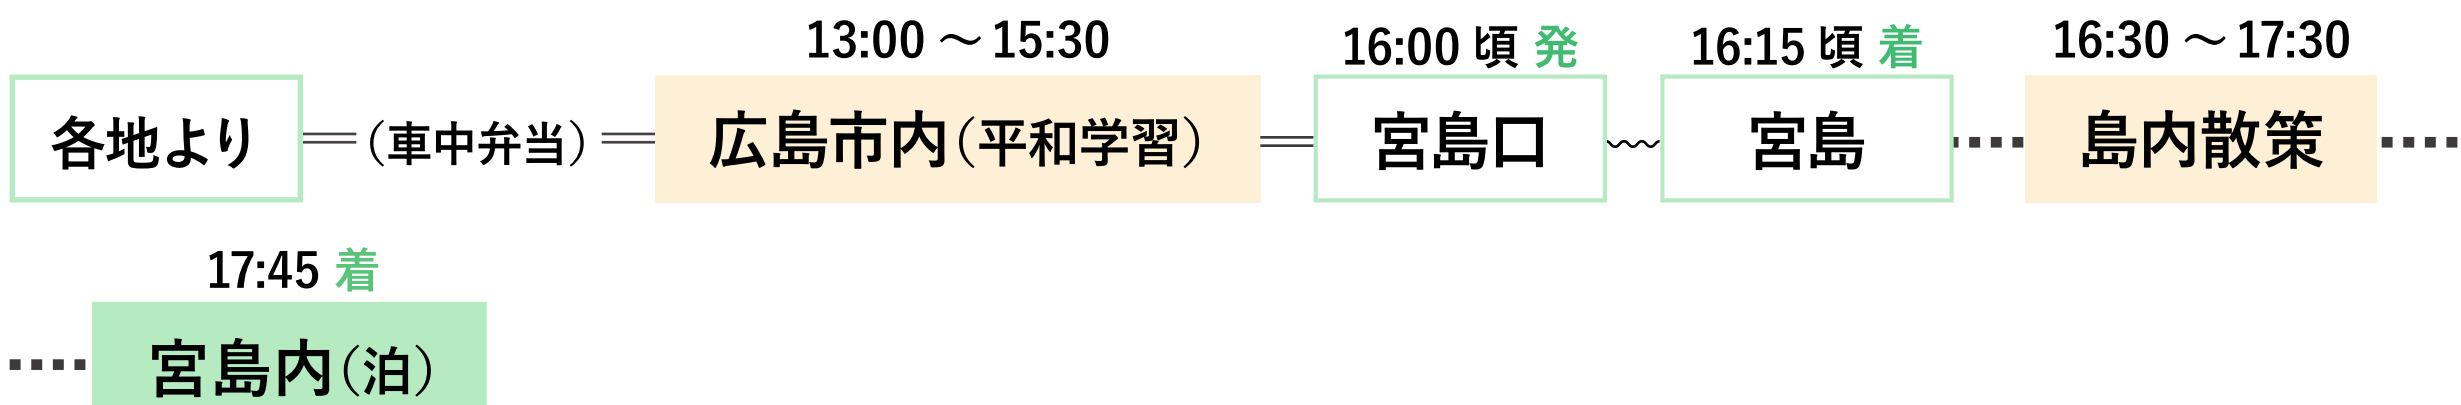 13:00 ～ 15:30
16:00 頃 発
16:15 頃 着
16:30 ～ 17:30
各地より
（車中弁当）
広島市内（平和学習）
宮島口
宮島
島内散策
17:45 着
宮島内（泊）